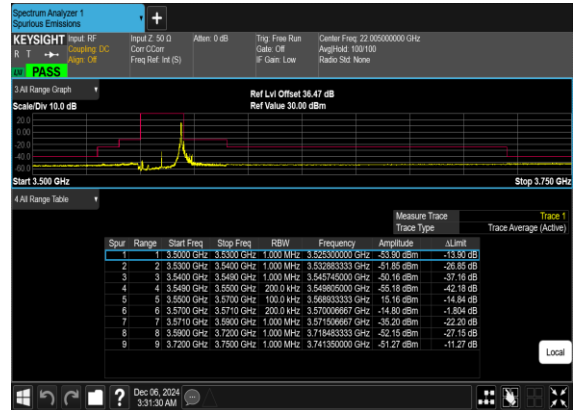 Spectrum Analyzer 1
Spurious Emissions
+
KEYSIGHT Input: RF Input Z: 50 Ω Atten: 0 dB Trig: Free Run Center Freq: 22.005000000 GHz
R T Coupling: DC Corr CCorr Gate: Off Avg|Hold: 100/100
Align: Off Freq Ref: Int (S) IF Gain: Low Radio Std: None
LXI PASS
3 All Range Graph
Ref Lvl Offset 36.47 dB
Scale/Div 10.0 dB Ref Value 30.00 dBm
20.0
0.00
-20.0
-40.0
-60.0
Start 3.500 GHz Stop 3.750 GHz
4 All Range Table
Measure Trace Trace 1
Trace Type Trace Average (Active)
Spur Range Start Freq Stop Freq RBW Frequency Amplitude ΔLimit
1 1 3.5000 GHz 3.5300 GHz 1.000 MHz 3.525300000 GHz -53.90 dBm -13.90 dB
2 2 3.5300 GHz 3.5400 GHz 1.000 MHz 3.532883333 GHz -51.85 dBm -26.85 dB
3 3 3.5400 GHz 3.5490 GHz 1.000 MHz 3.545745000 GHz -50.16 dBm -30.16 dB
4 4 3.5490 GHz 3.5500 GHz 200.0 kHz 3.549805000 GHz -55.18 dBm -42.18 dB
5 5 3.5500 GHz 3.5700 GHz 100.0 kHz 3.568933333 GHz 15.16 dBm -14.84 dB
6 6 3.5700 GHz 3.5710 GHz 200.0 kHz 3.570006667 GHz -14.80 dBm -1.804 dB
7 7 3.5710 GHz 3.5900 GHz 1.000 MHz 3.571506667 GHz -35.20 dBm -22.20 dB
8 8 3.5900 GHz 3.7200 GHz 1.000 MHz 3.718483333 GHz -52.15 dBm -27.15 dB
9 9 3.7200 GHz 3.7500 GHz 1.000 MHz 3.741350000 GHz -51.27 dBm -11.27 dB
Local
? Dec 06, 2024
3:31:30 AM